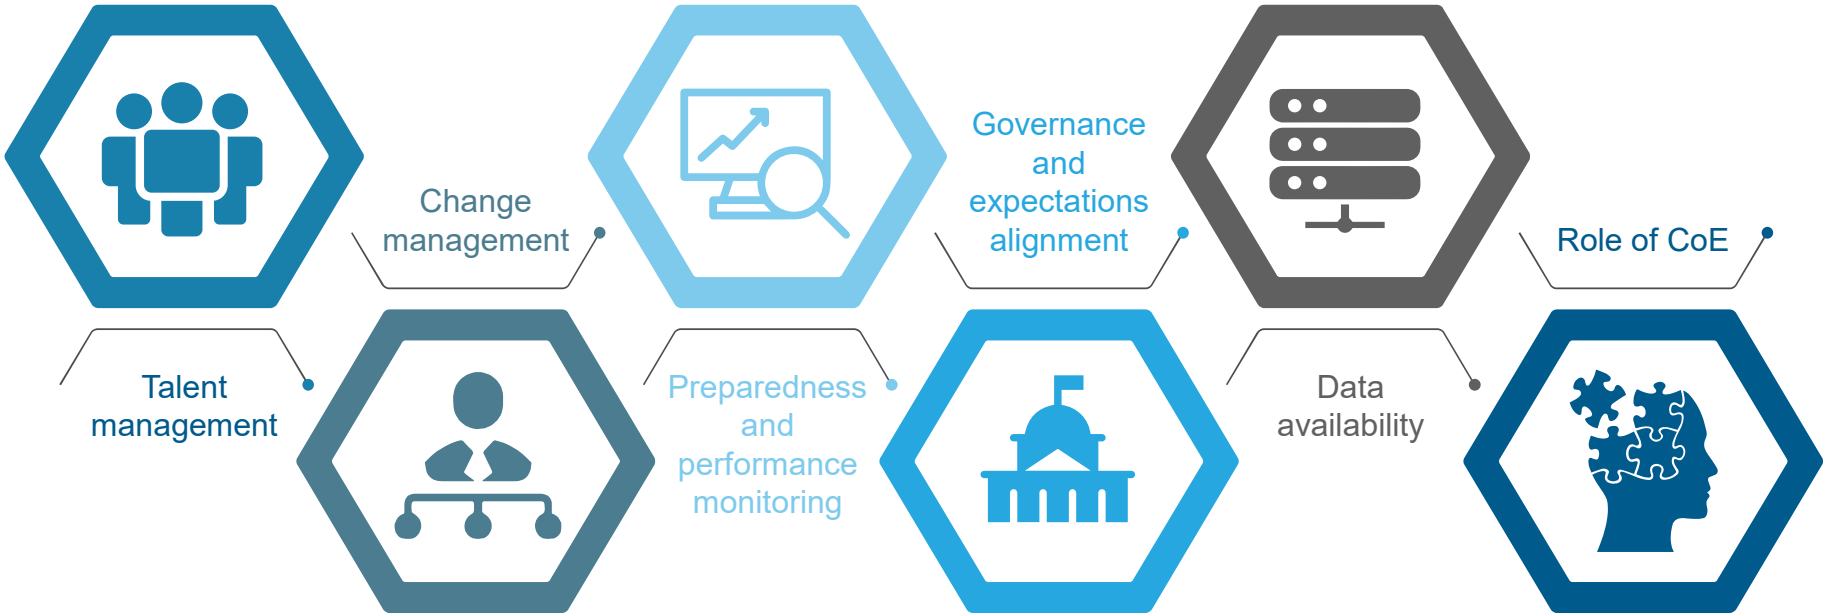 Talent
management
Change
management
Preparedness
and
performance
monitoring
Governance
and
expectations
alignment
Data
availability
Role of CoE